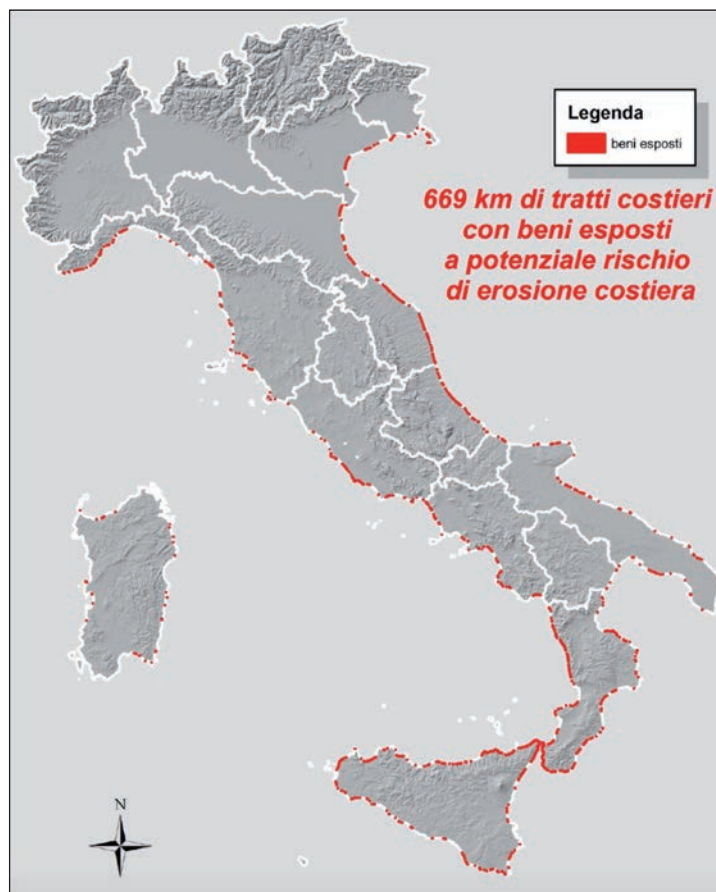 Legenda
beni esposti
669 km di tratti costieri
con beni esposti
a potenziale rischio
di erosione costiera
N